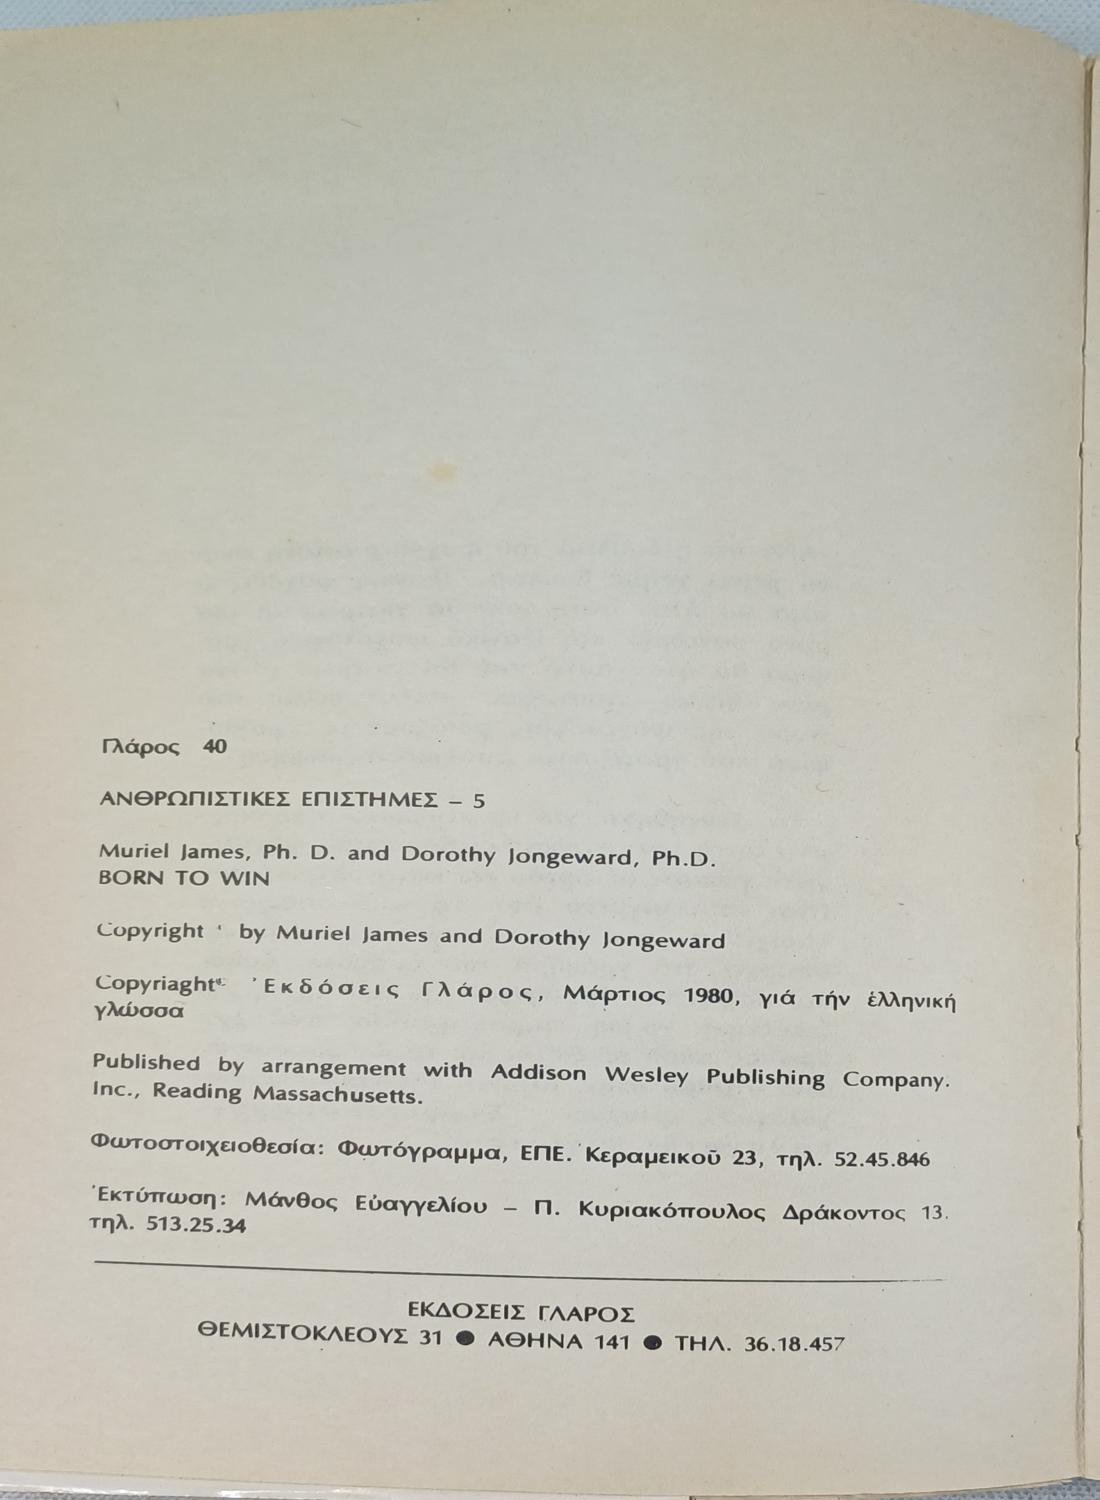 Γλάρος 40
ΑΝΘΡΩΠΙΣΤΙΚΕΣ ΕΠΙΣΤΗΜΕΣ – 5
Muriel James, Ph. D. and Dorothy Jongeward, Ph.D.
BORN TO WIN
Copyright ‘ by Muriel James and Dorothy Jongeward
Copyriaght© Ἐκδόσεις Γλάρος, Μάρτιος 1980, γιά τήν ἑλληνική
γλώσσα
Published by arrangement with Addison Wesley Publishing Company.
Inc., Reading Massachusetts.
Φωτοστοιχειοθεσία: Φωτόγραμμα, ΕΠΕ. Κεραμεικοῦ 23, τηλ. 52.45.846
Ἐκτύπωση: Μάνθος Εὐαγγελίου – Π. Κυριακόπουλος Δράκοντος 13.
τηλ. 513.25.34
ΕΚΔΟΣΕΙΣ ΓΛΑΡΟΣ
ΘΕΜΙΣΤΟΚΛΕΟΥΣ 31 ● ΑΘΗΝΑ 141 ● ΤΗΛ. 36.18.457